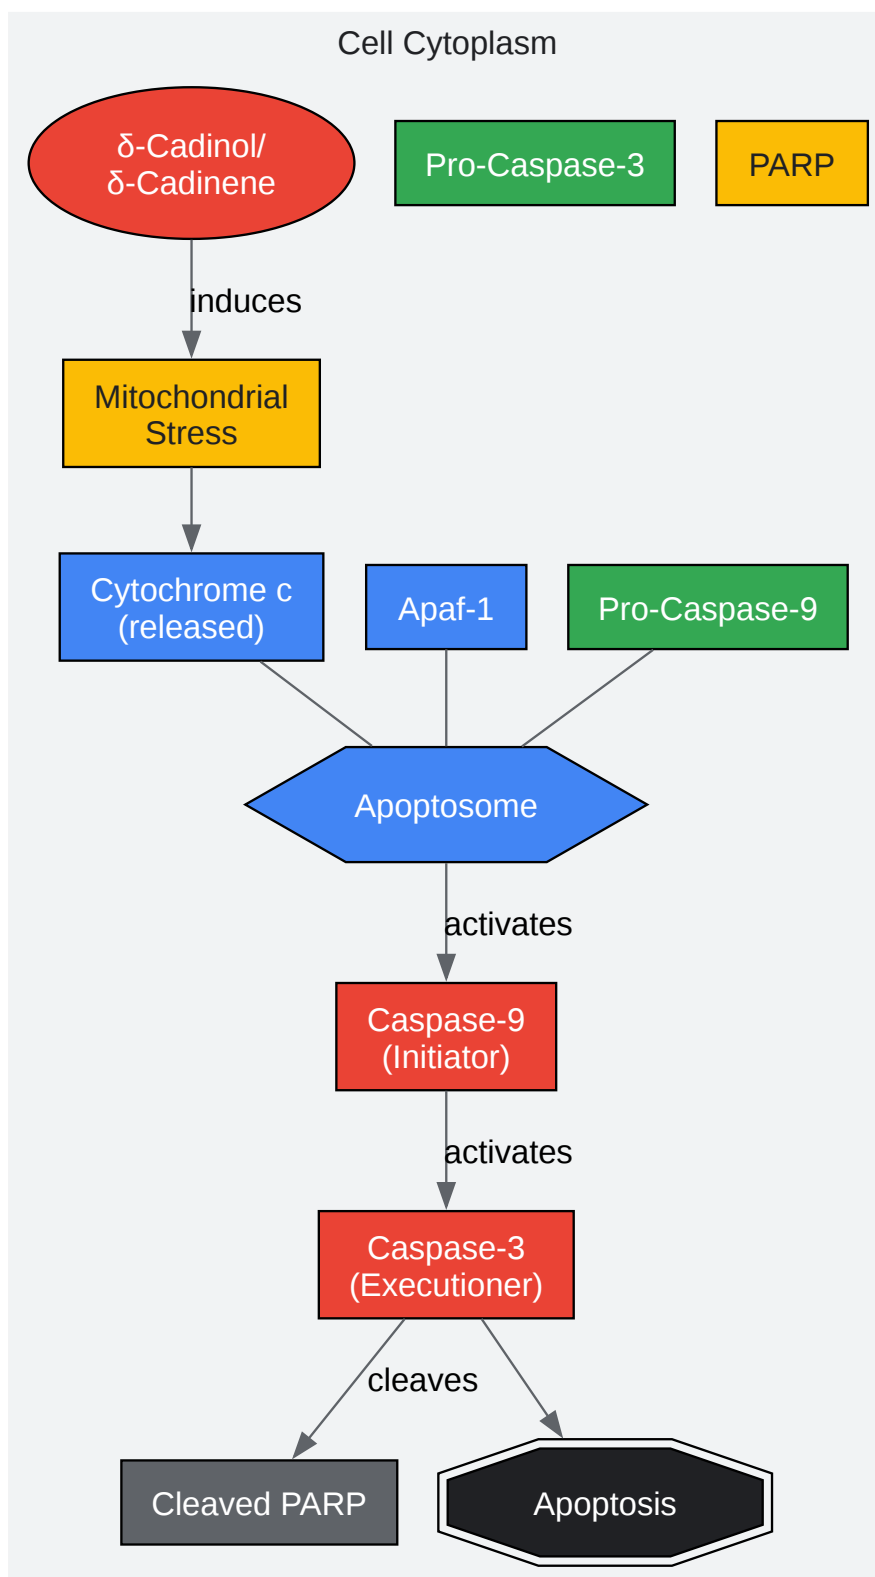 Cell Cytoplasm
δ-Cadinol/
δ-Cadinene
Pro-Caspase-3
PARP
induces
Mitochondrial
Stress
Cytochrome c
(released)
Apaf-1
Pro-Caspase-9
Apoptosome
activates
Caspase-9
(Initiator)
activates
Caspase-3
(Executioner)
cleaves
Cleaved PARP
Apoptosis